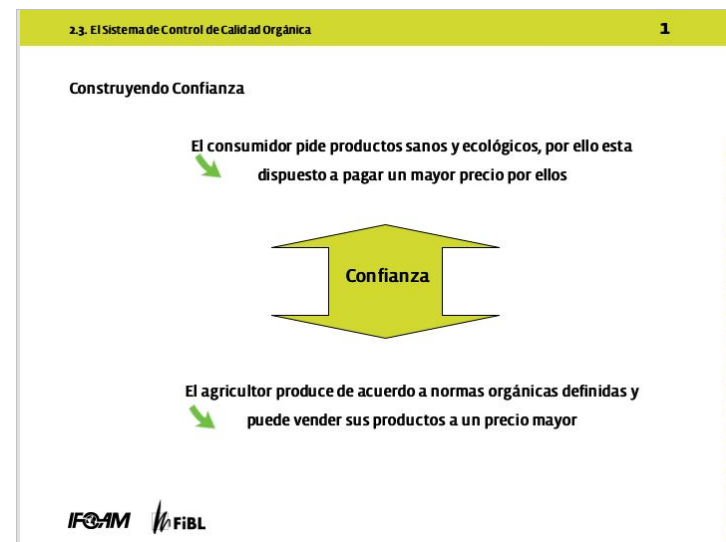 2.3. El Sistema de Control de Calidad Orgánica
1
Construyendo Confianza
El consumidor pide productos sanos y ecológicos, por ello esta
dispuesto a pagar un mayor precio por ellos
Confianza
El agricultor produce de acuerdo a normas orgánicas definidas y
puede vender sus productos a un precio mayor
IFOAM
FiBL